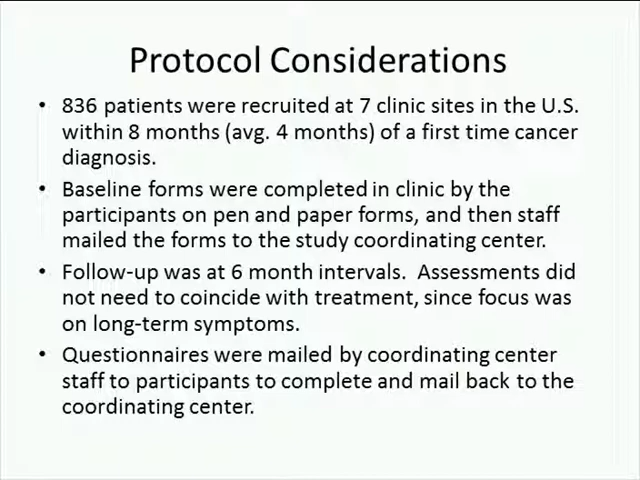 Protocol Considerations
• 836 patients were recruited at 7 clinic sites in the U.S.
within 8 months (avg. 4 months) of a first time cancer
diagnosis.
• Baseline forms were completed in clinic by the
participants on pen and paper forms, and then staff
mailed the forms to the study coordinating center.
• Follow-up was at 6 month intervals.  Assessments did
not need to coincide with treatment, since focus was
on long-term symptoms.
• Questionnaires were mailed by coordinating center
staff to participants to complete and mail back to the
coordinating center.